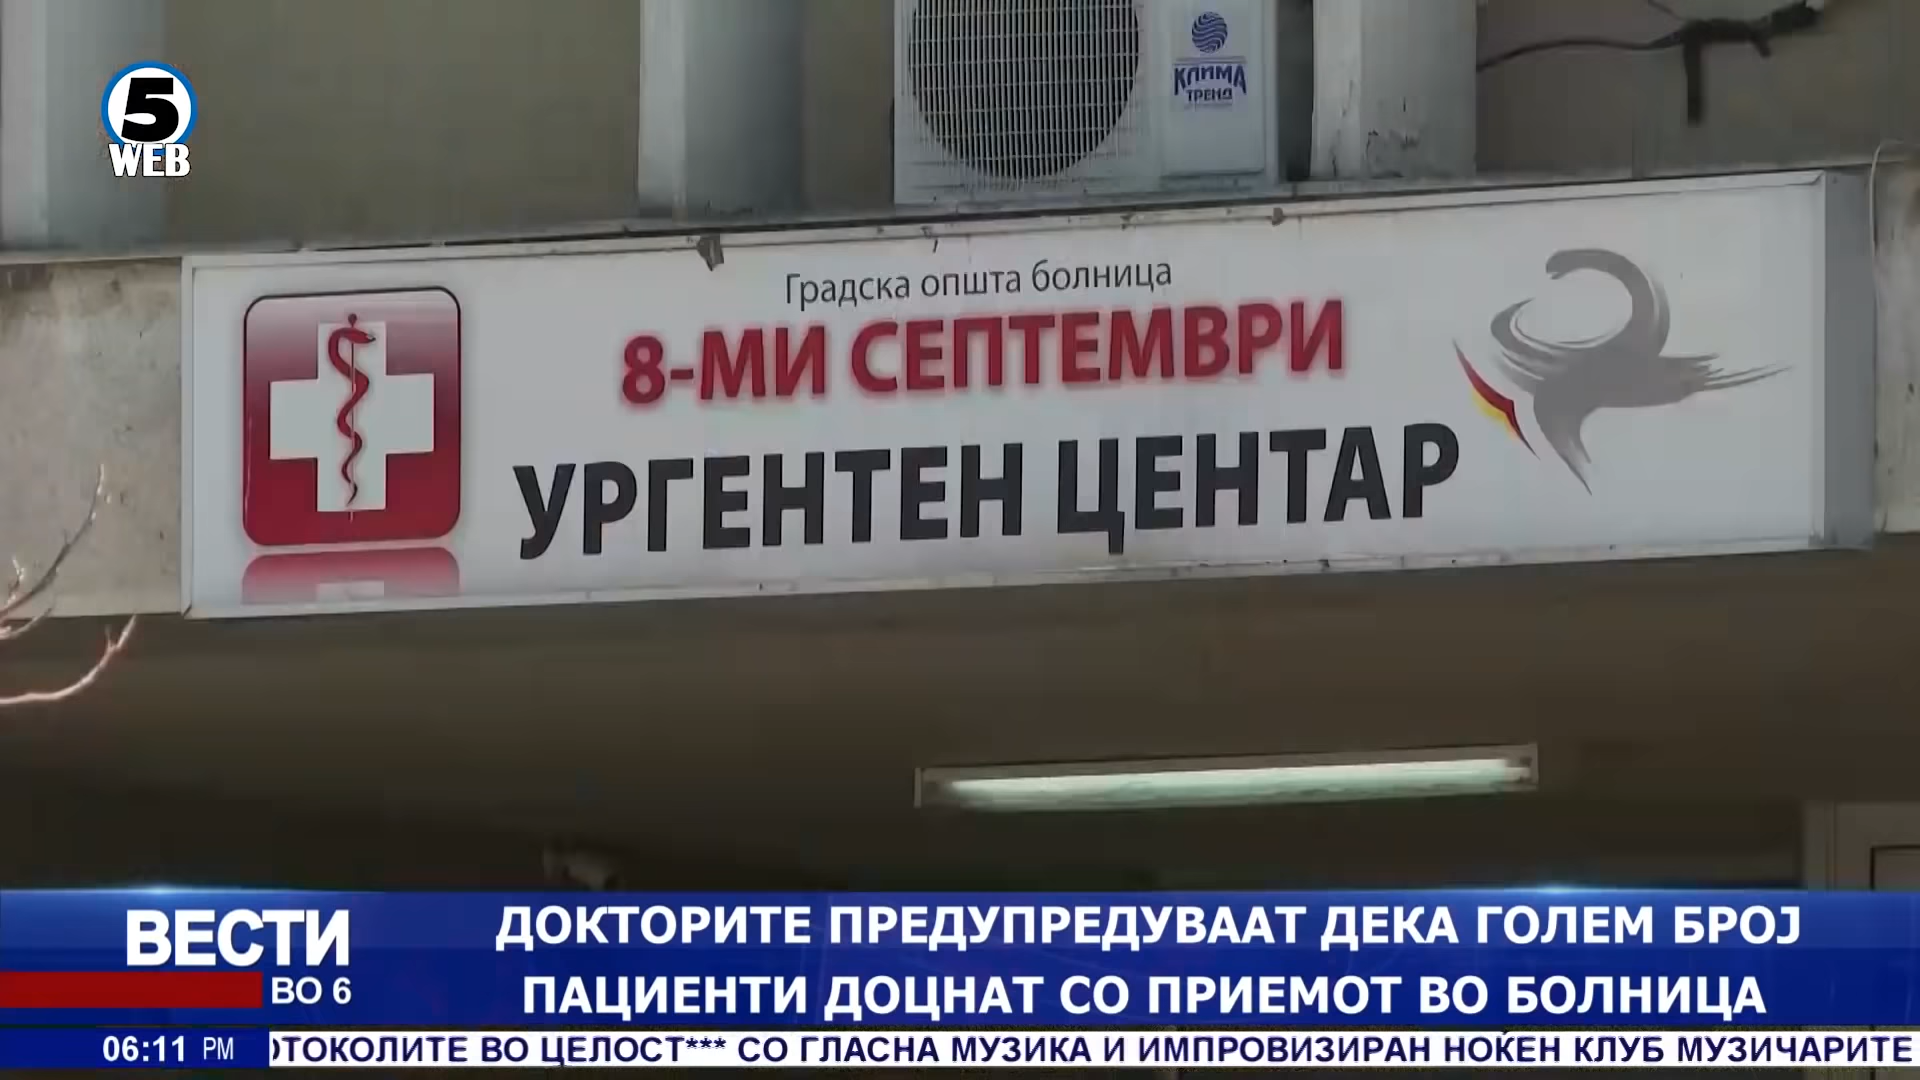 5
WEB
КЛИМА
ТРЕНД
Градска општа болница
8-МИ СЕПТЕМВРИ
УРГЕНТЕН ЦЕНТАР
ВЕСТИ
ВО 6
ДОКТОРИТЕ ПРЕДУПРЕДУВААТ ДЕКА ГОЛЕМ БРОЈ
ПАЦИЕНТИ ДОЦНАТ СО ПРИЕМОТ ВО БОЛНИЦА
06:11 PM
ОТОКОЛИТЕ ВО ЦЕЛОСТ*** СО ГЛАСНА МУЗИКА И ИМПРОВИЗИРАН НОЌЕН КЛУБ МУЗИЧАРИТЕ